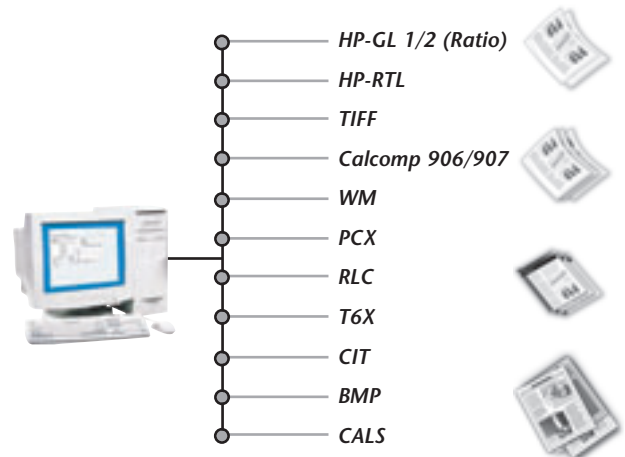 HP-GL 1/2 (Ratio)
HP-RTL
TIFF
Calcomp 906/907
WM
PCX
RLC
T6X
CIT
BMP
CALS